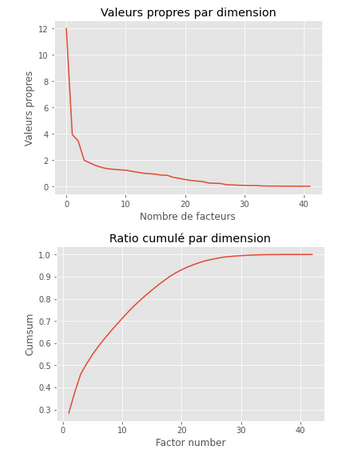 Valeurs propres par dimension
12
10
8
6
4
2
0
Valeurs propres
0 10 20 30 40
Nombre de facteurs
Ratio cumulé par dimension
1.0
0.9
0.8
0.7
0.6
0.5
0.4
0.3
Cumsum
0 10 20 30 40
Factor number